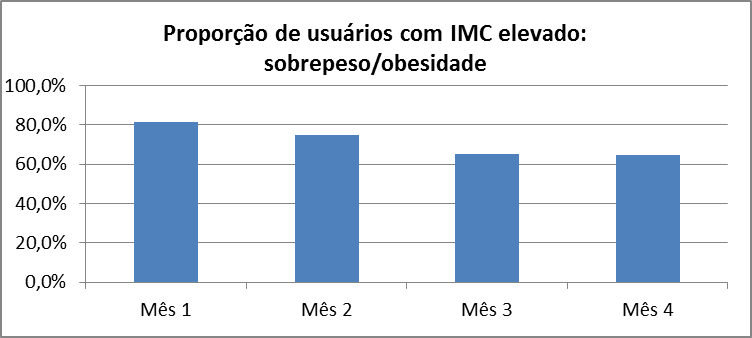 Proporção de usuários com IMC elevado:
sobrepeso/obesidade
100,0%
80,0%
60,0%
40,0%
20,0%
0,0%
Mês 1
Mês 2
Mês 3
Mês 4